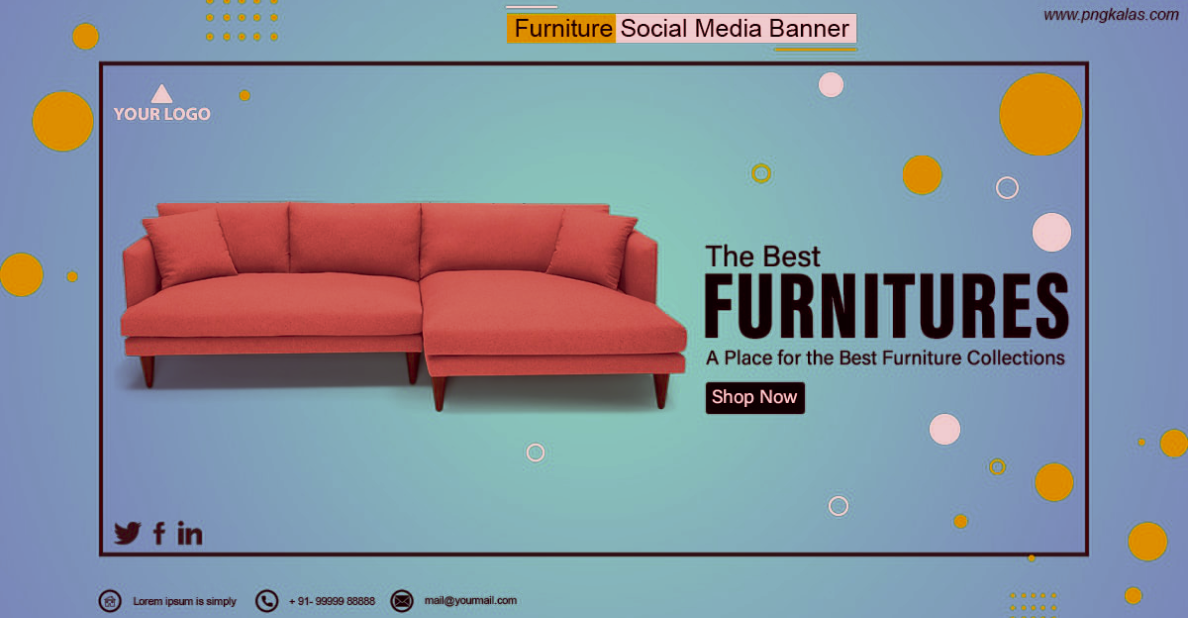 www.pngkalas.com
Furniture Social Media Banner
YOUR LOGO
The Best
FURNITURES
A Place for the Best Furniture Collections
Shop Now
Lorem ipsum is simply
+ 91- 99999 88888
mail@yourmail.com